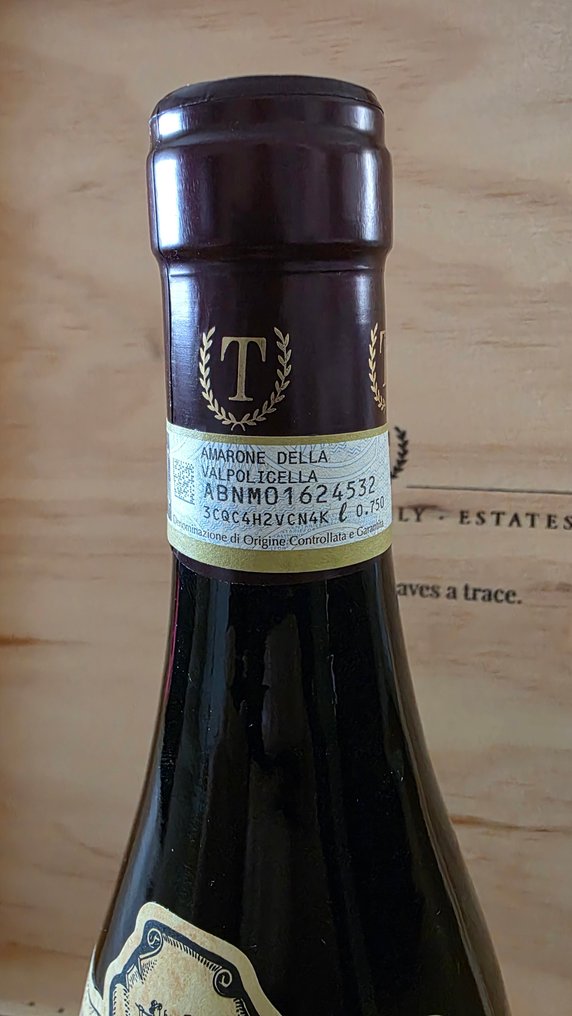 T
T
AMARONE DELLA
VALPOLICELLA
ABNM01624532
3CQC4H2VCN4K ℓ 0.750
Denominazione di Origine Controllata e Garantita
LY · ESTATES
aves a trace.